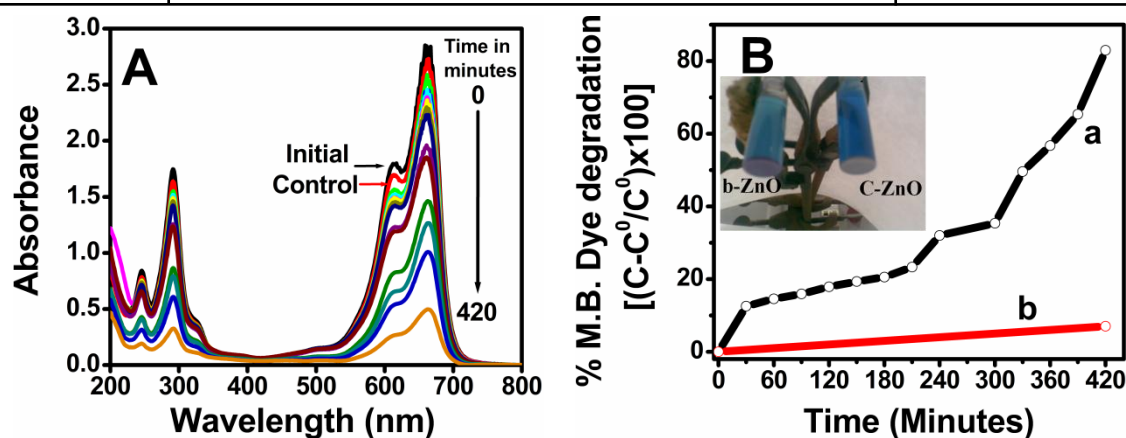 A
Time in
minutes
0
Initial
Control
420
3.0
2.5
2.0
1.5
1.0
0.5
0.0
Absorbance
200 300 400 500 600 700 800
Wavelength (nm)
B
a
b
b-ZnO C-ZnO
80
60
40
20
0
% M.B. Dye degradation
[(C-C⁰/C⁰)x100]
0 60 120 180 240 300 360 420
Time (Minutes)